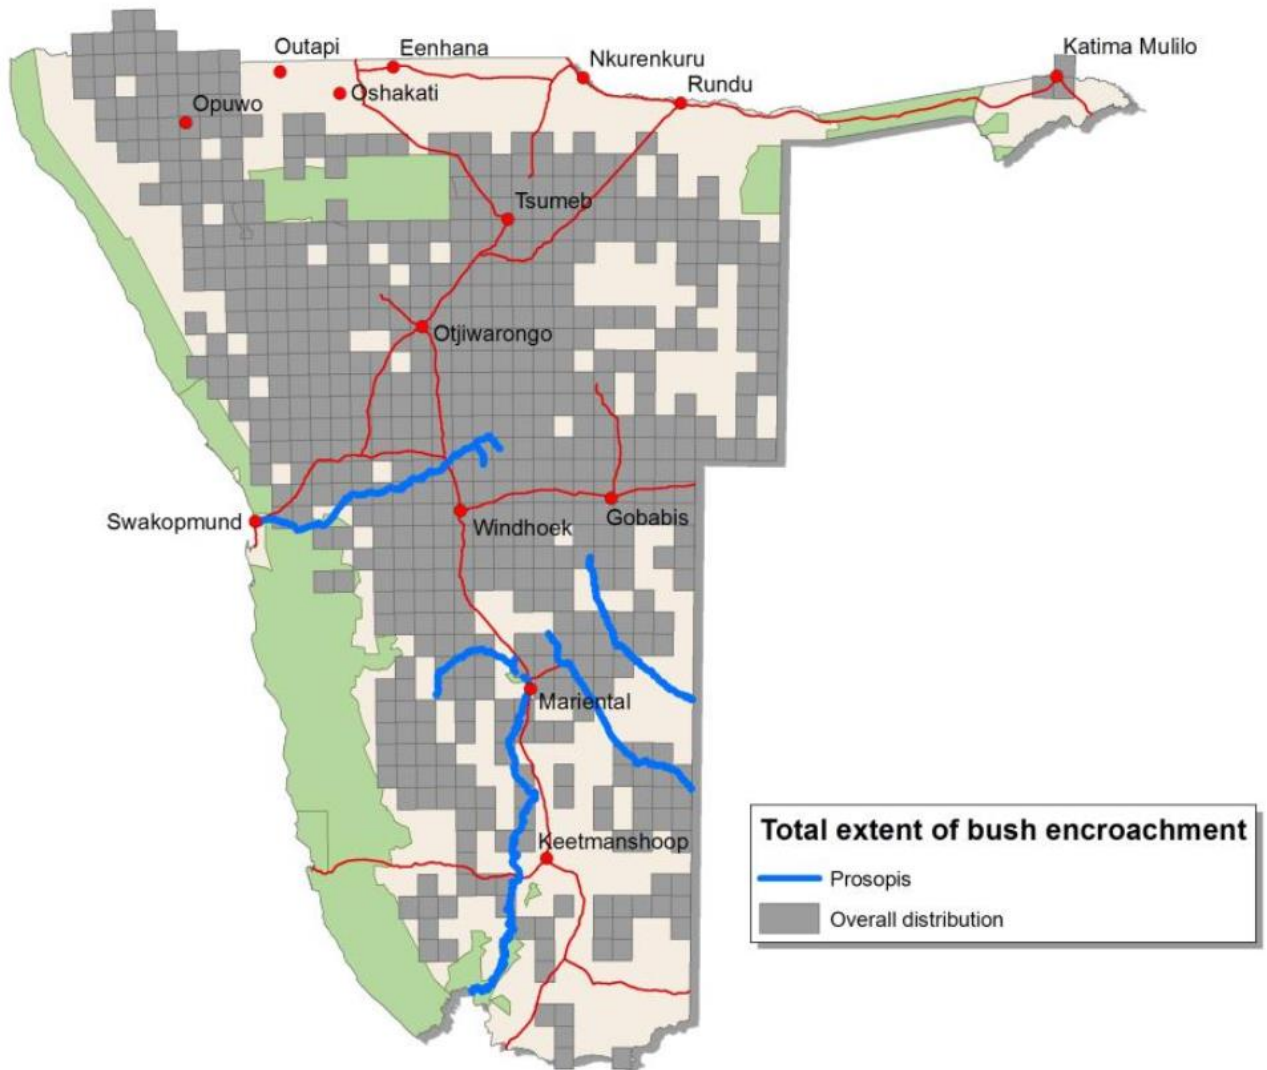 Outapi
Eenhana
Nkurenkuru
Katima Mulilo
Rundu
Oshakati
Opuwo
Tsumeb
Otjiwarongo
Swakopmund
Windhoek
Gobabis
Mariental
Keetmanshoop
Total extent of bush encroachment
Prosopis
Overall distribution